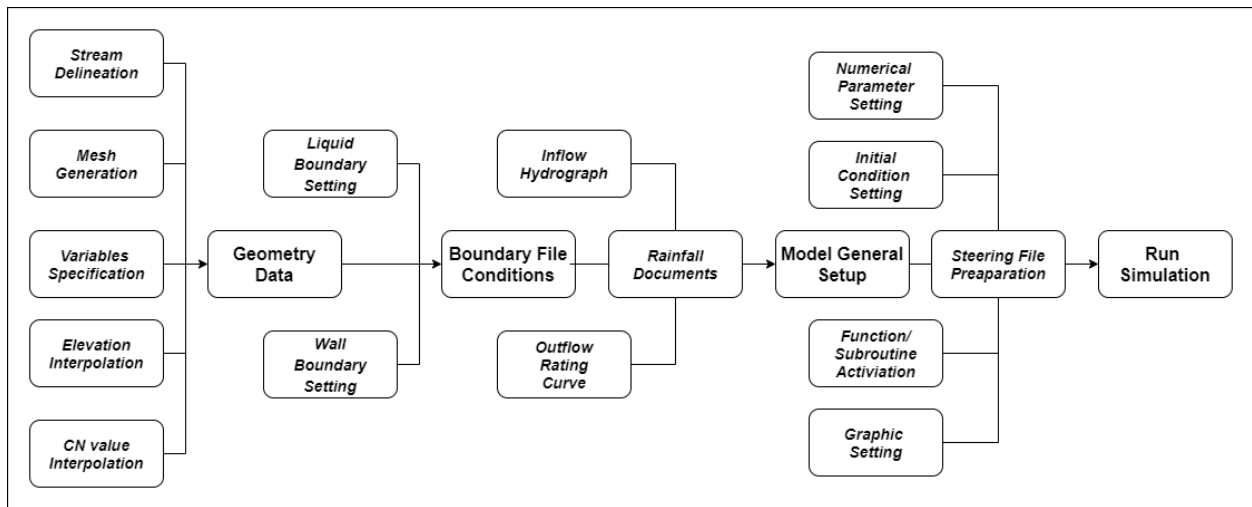 Stream
Delineation
Mesh
Generation
Variables
Specification
Elevation
Interpolation
CN value
Interpolation
Geometry
Data
Liquid
Boundary
Setting
Wall
Boundary
Setting
Boundary File
Conditions
Inflow
Hydrograph
Rainfall
Documents
Outflow
Rating
Curve
Model General
Setup
Numerical
Parameter
Setting
Initial
Condition
Setting
Steering File
Preaparation
Function/
Subroutine
Activiation
Graphic
Setting
Run
Simulation